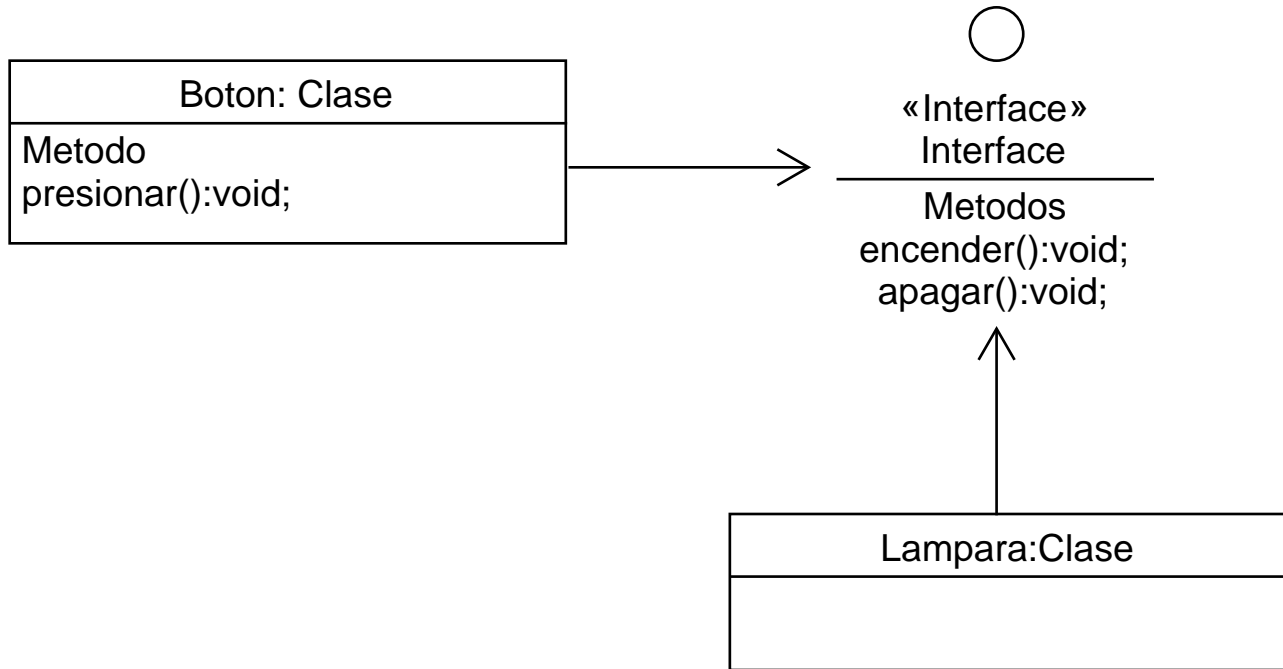 Boton: Clase
Metodo
presionar():void;
«Interface»
Interface
Metodos
encender():void;
apagar():void;
Lampara:Clase